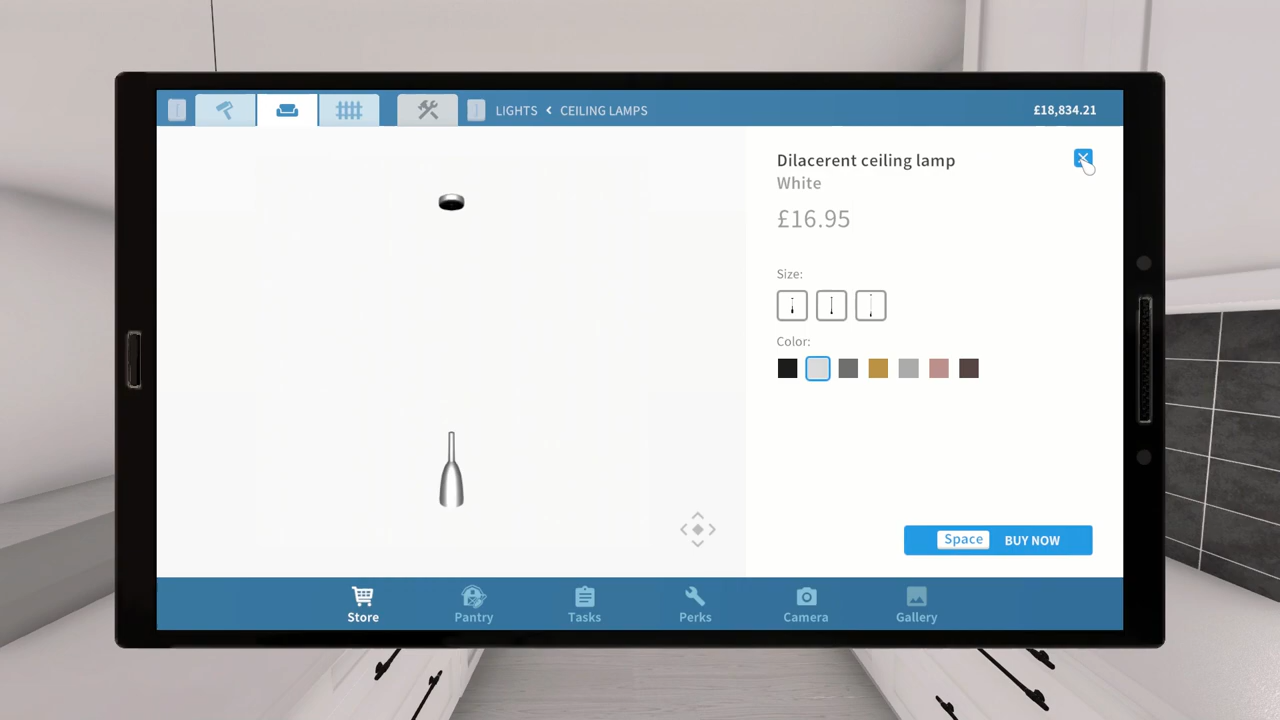 LIGHTS < CEILING LAMPS
£18,834.21
Dilacerent ceiling lamp
White
£16.95
Size:
Color:
Space BUY NOW
Store Pantry Tasks Perks Camera Gallery